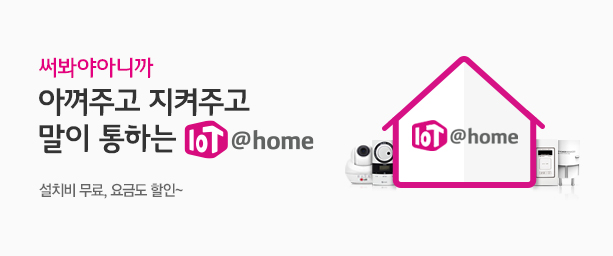 써봐야아니까
아껴주고 지켜주고
말이 통하는 IoT@home
설치비 무료, 요금도 할인~
IoT@home